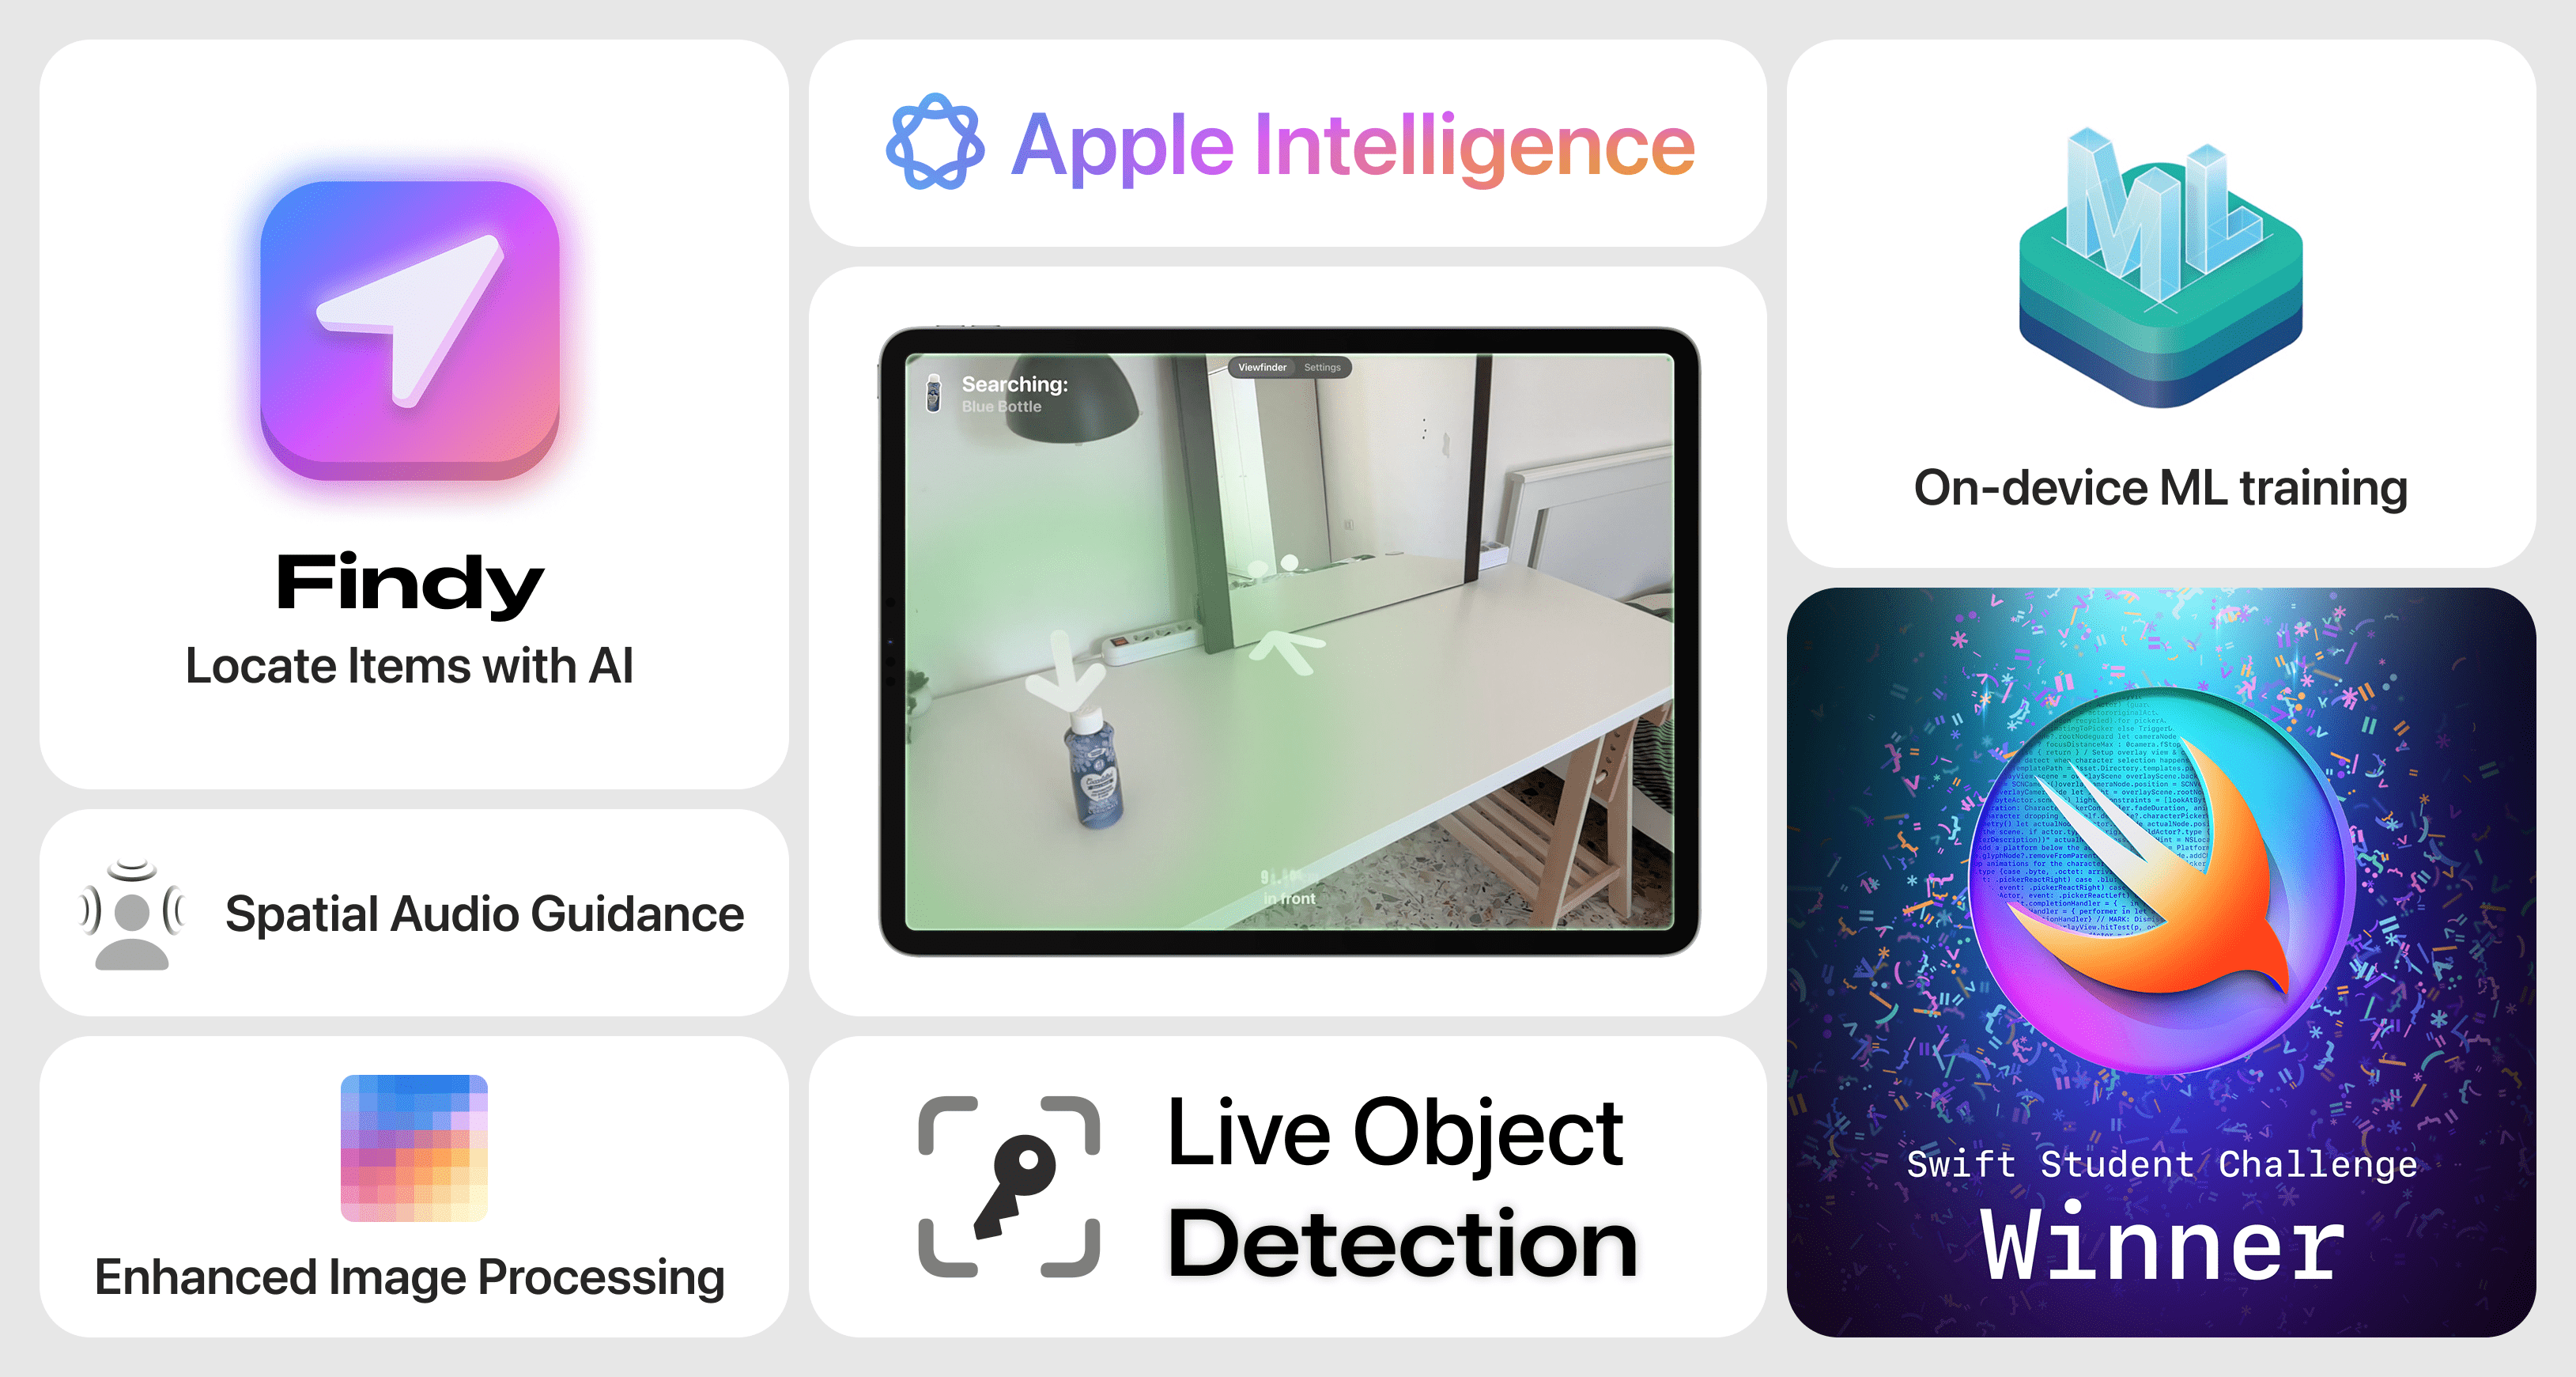 Findy
Locate Items with AI
Spatial Audio Guidance
Enhanced Image Processing
Apple Intelligence
Searching:
Blue Bottle
Viewfinder
Settings
in front
Live Object
Detection
ML
On-device ML training
Swift Student Challenge
Winner